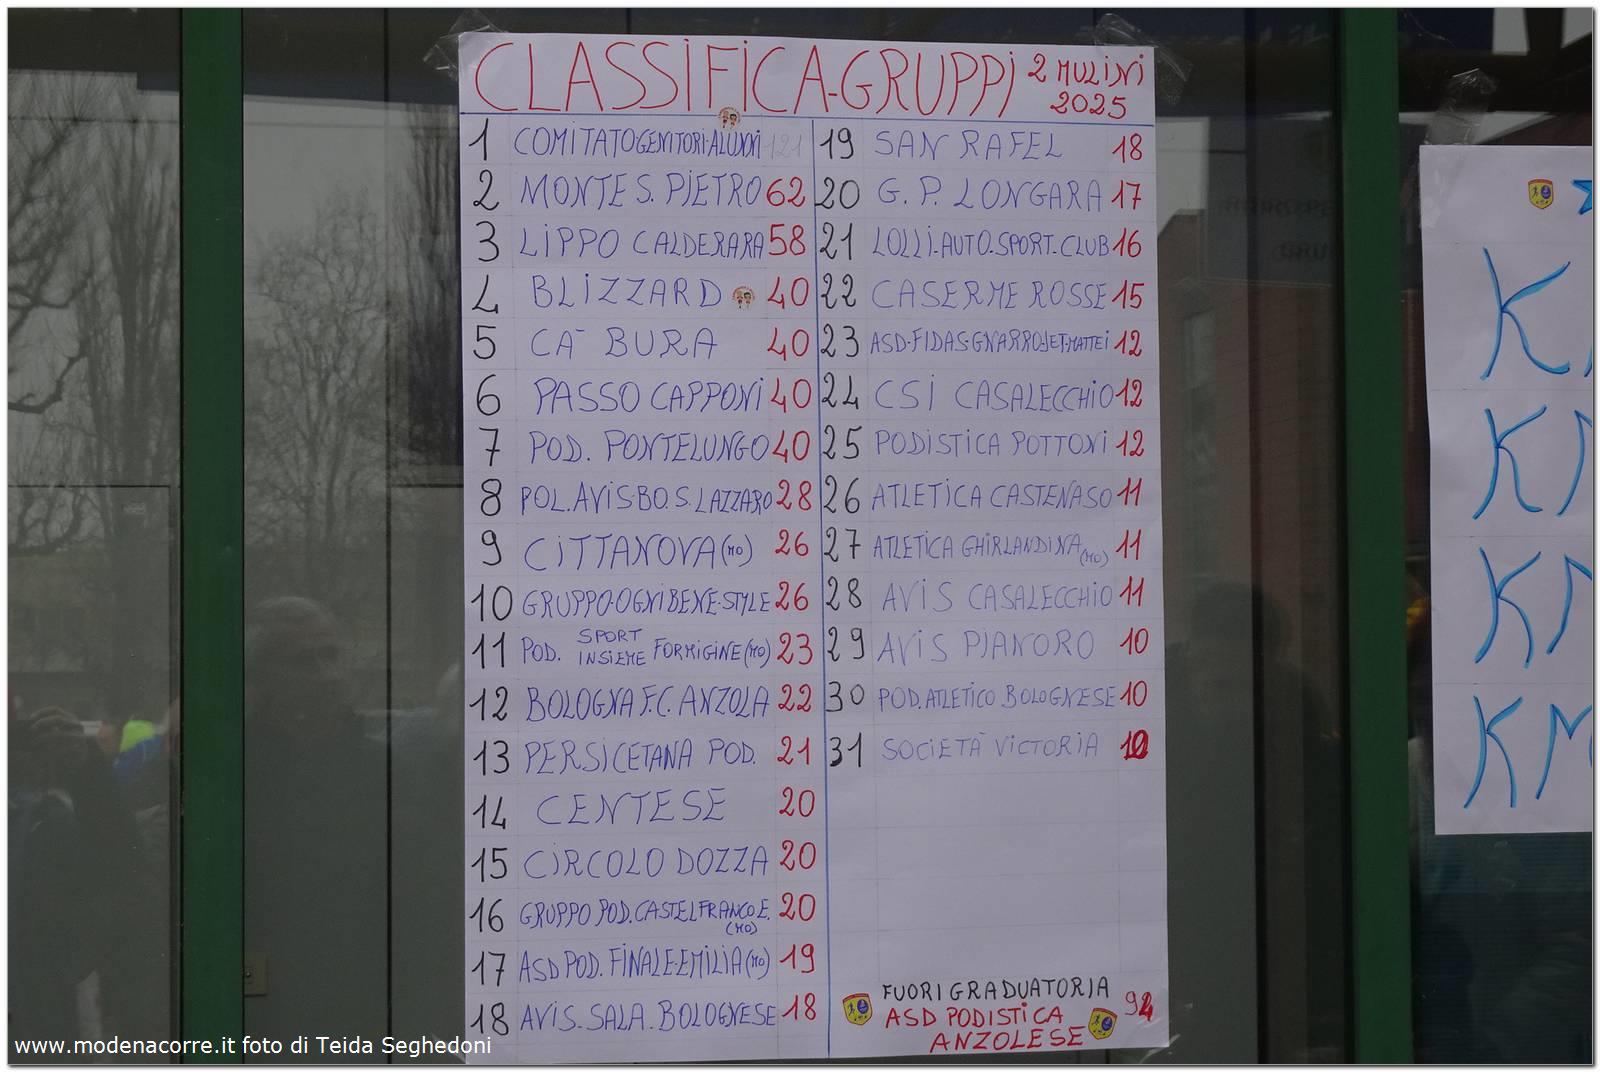 CLASSIFICA-GRUPPI 2 MULINI
2025
1 COMITATO GENITORI-ALUNNI 121
2 MONTE S. PIETRO 62
3 LIPPO CALDERARA 58
4 BLIZZARD 40
5 CA' BURA 40
6 PASSO CAPPONI 40
7 POD. PONTELUNGO 40
8 POL. AVIS-BO. S. LAZZARO 28
9 CITTANOVA (MO) 26
10 GRUPPO-OGNIBENE-STYLE 26
11 POD. SPORT INSIEME FORMIGINE (MO) 23
12 BOLOGNA F.C. ANZOLA 22
13 PERSICETANA POD. 21
14 CENTESE 20
15 CIRCOLO DOZZA 20
16 GRUPPO POD. CASTELFRANCO E. (MO) 20
17 ASD POD. FINALE-EMILIA (MO) 19
18 AVIS. SALA. BOLOGNESE 18
19 SAN RAFEL 18
20 G. P. LONGARA 17
21 LOLLI-AUTO-SPORT-CLUB 16
22 CASERME ROSSE 15
23 ASD-FIDAS-GNARRO JET-MATTEI 12
24 CSI CASALECCHIO 12
25 PODISTICA POTTONI 12
26 ATLETICA CASTENASO 11
27 ATLETICA GHIRLANDINA (MO) 11
28 AVIS CASALECCHIO 11
29 AVIS PIANORO 10
30 POD. ATLETICO BOLOGNESE 10
31 SOCIETÀ VICTORIA 10
FUORI GRADUATORIA
ASD PODISTICA
ANZOLESE
K
K
K
K
www.modenacorre.it foto di Teida Seghedoni